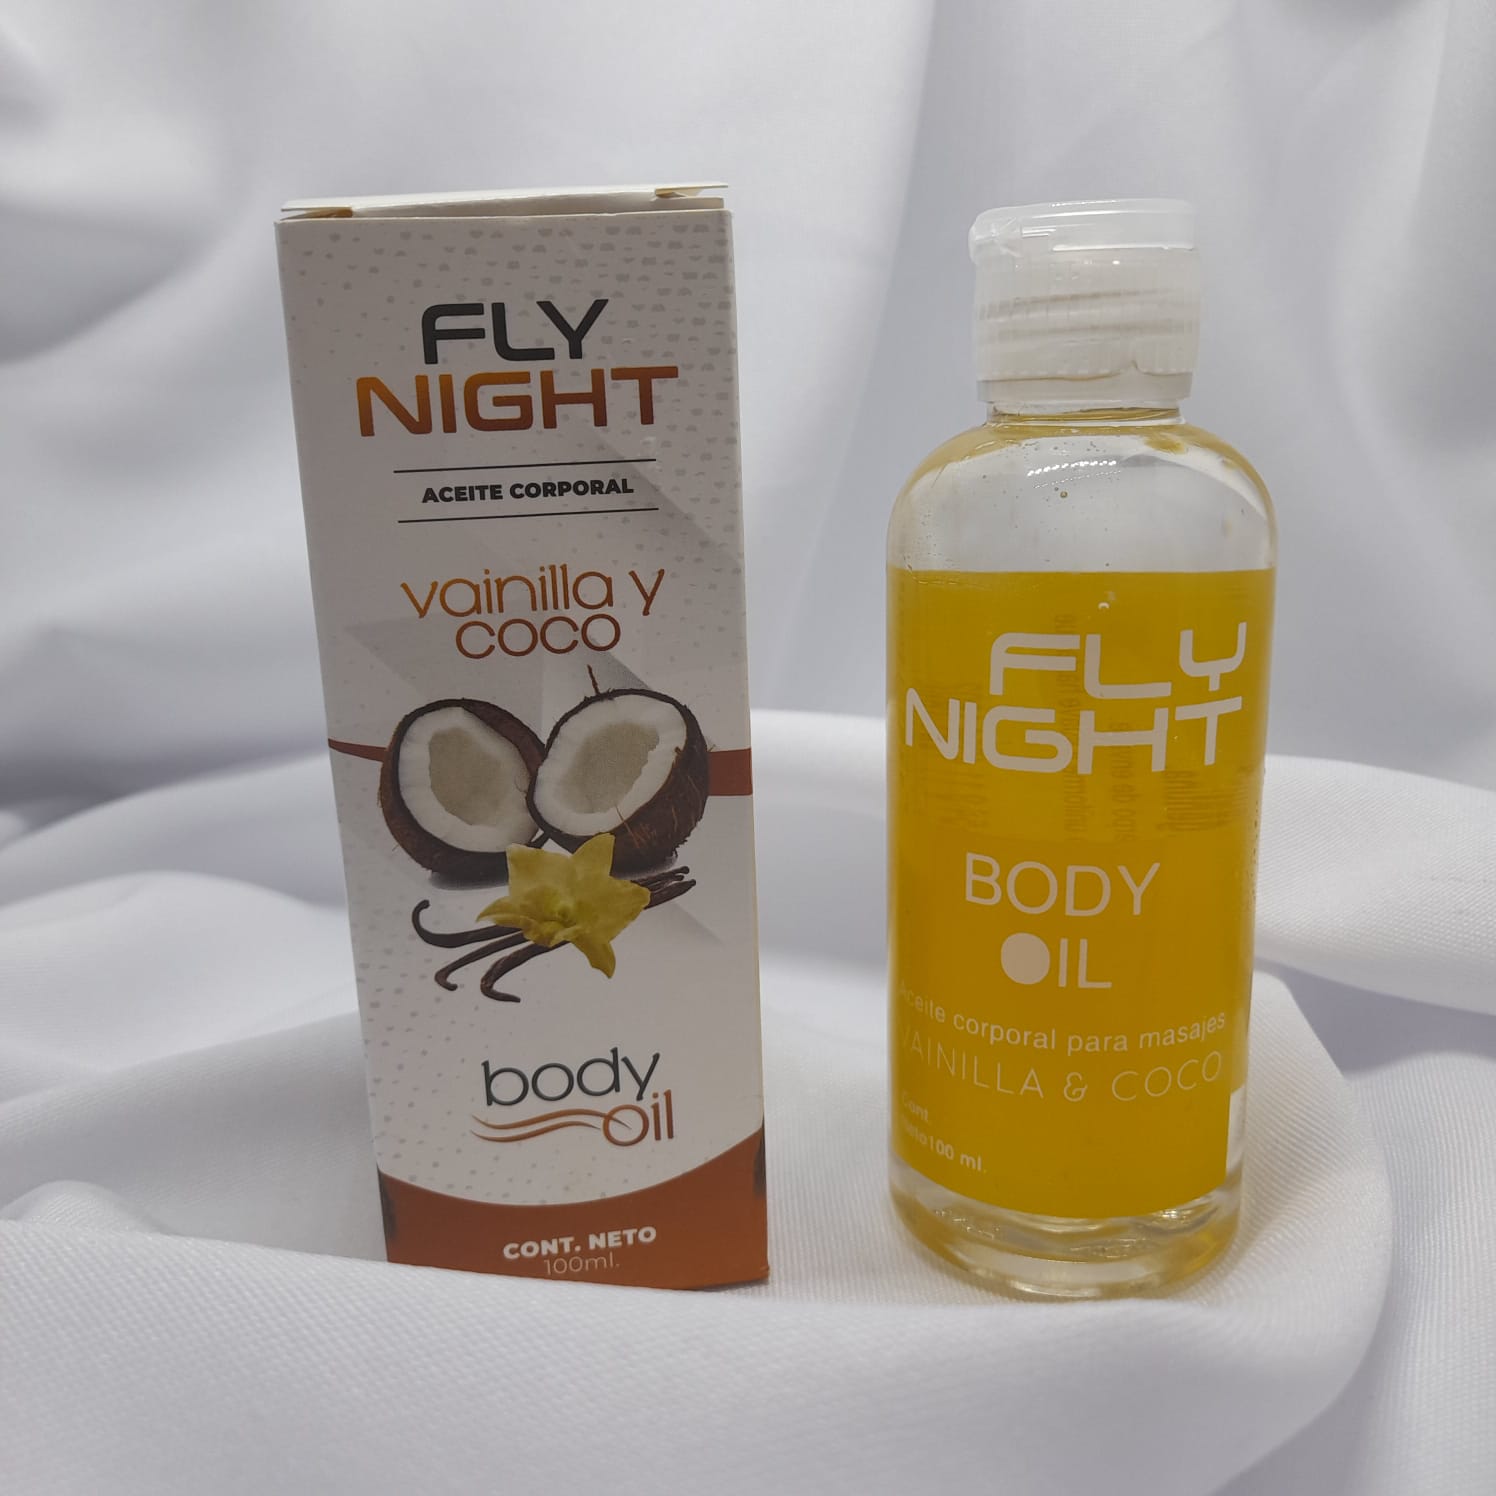 FLY
NIGHT
ACEITE CORPORAL
vainilla y
coco
body
oil
CONT. NETO
100ml.
FLY
NIGHT
BODY
OIL
Aceite corporal para masajes
VAINILLA & COCO
Cont.
neto100 ml.